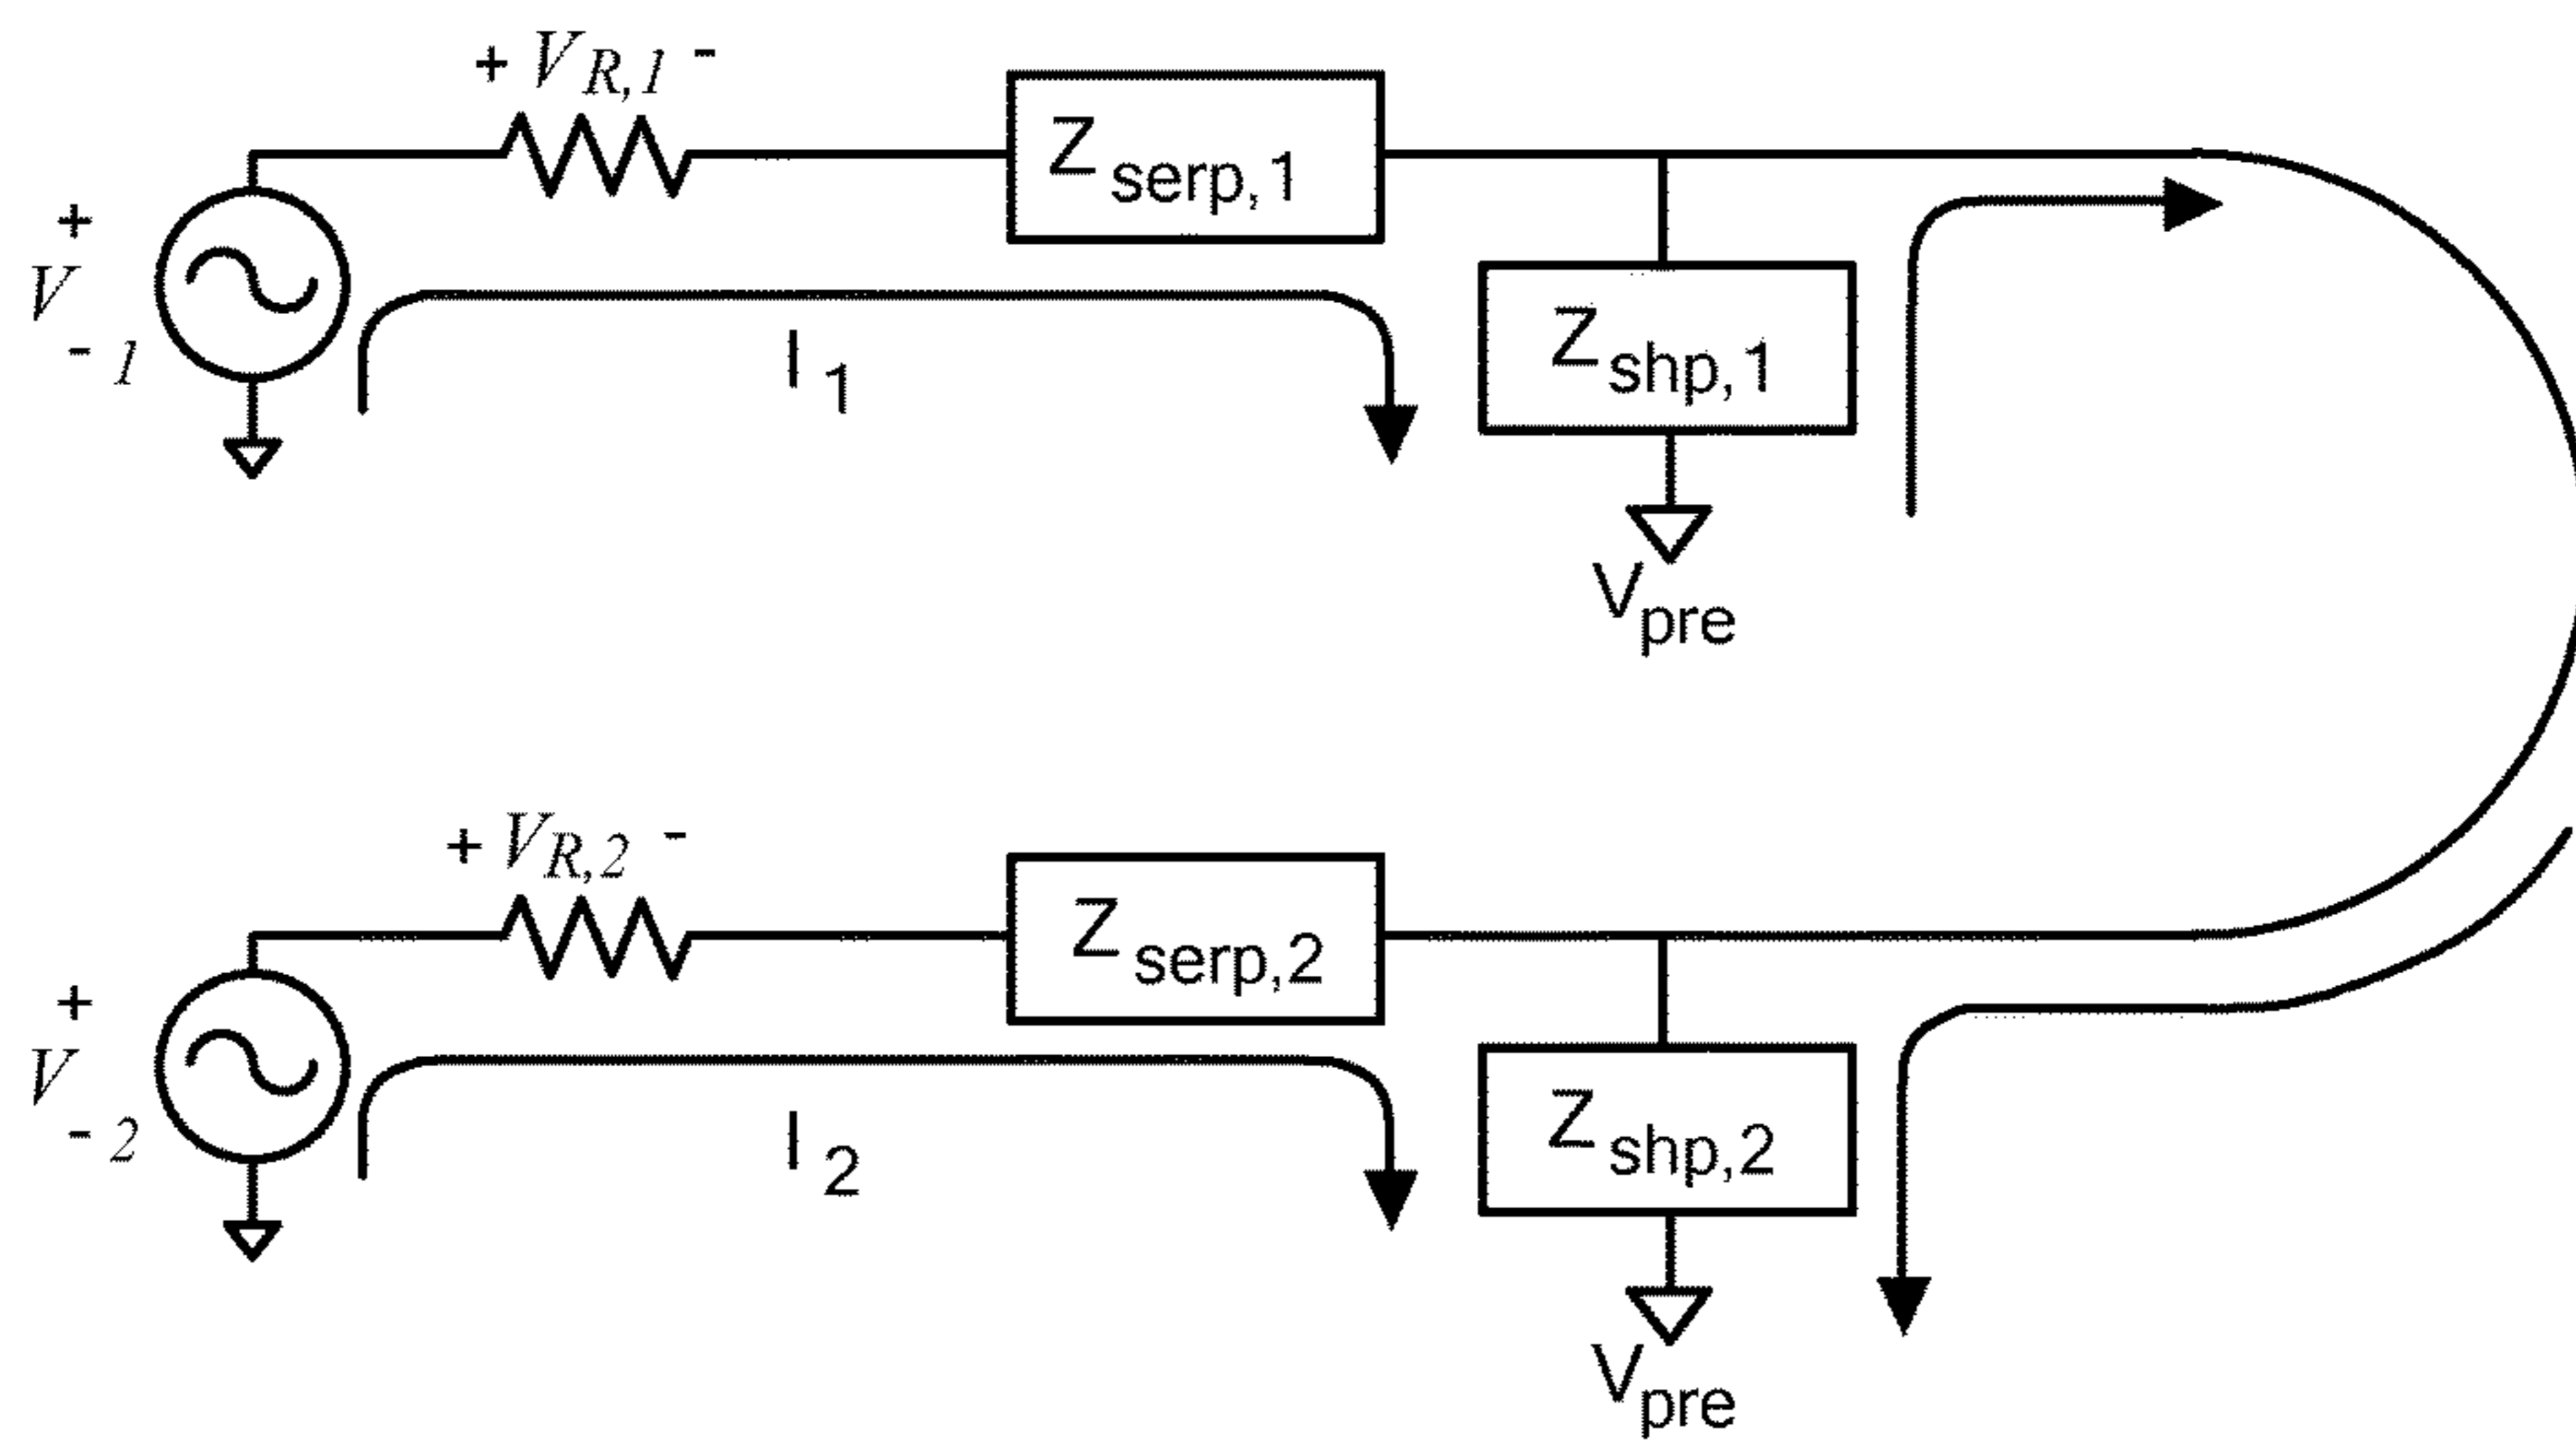 + V R,1 -
Z serp,1
+
V
- 1
I 1
Z shp,1
V pre
+ V R,2 -
Z serp,2
+
V
- 2
I 2
Z shp,2
V pre